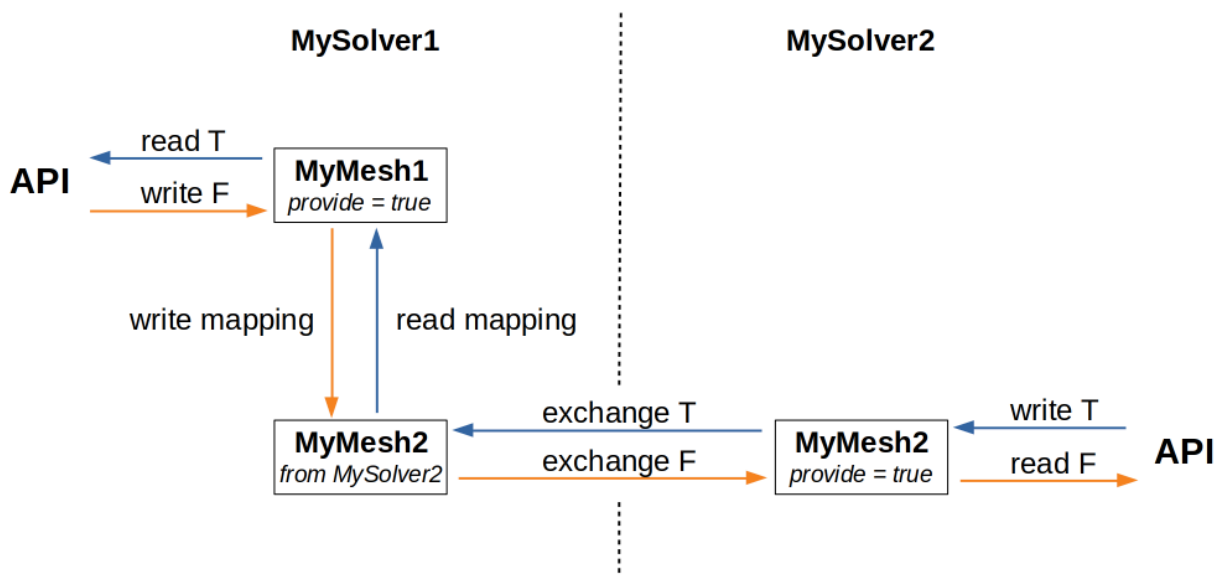 MySolver1
MySolver2
read T
API
write F
MyMesh1
provide = true
write mapping
read mapping
MyMesh2
from MySolver2
exchange T
exchange F
MyMesh2
provide = true
write T
read F
API